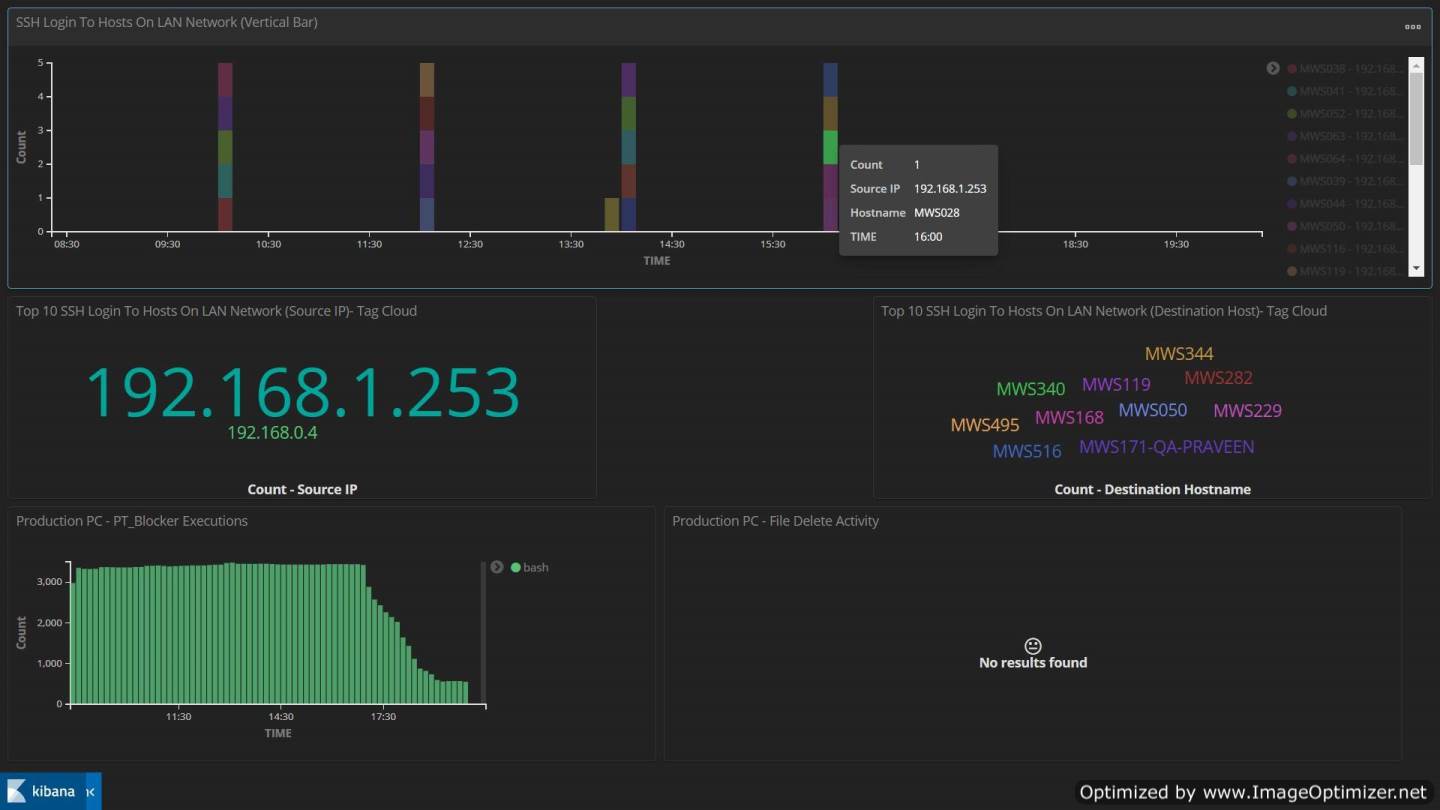 SSH Login To Hosts On LAN Network (Vertical Bar)
5
4
3
2
1
0
Count
08:30 09:30 10:30 11:30 12:30 13:30 14:30 15:30 18:30 19:30
TIME
Count 1
Source IP 192.168.1.253
Hostname MWS028
TIME 16:00
MWS038 - 192.168...
MWS041 - 192.168...
MWS052 - 192.168...
MWS063 - 192.168...
MWS064 - 192.168...
MWS039 - 192.168...
MWS044 - 192.168...
MWS050 - 192.168...
MWS116 - 192.168...
MWS119 - 192.168...
Top 10 SSH Login To Hosts On LAN Network (Source IP)- Tag Cloud
192.168.1.253
192.168.0.4
Count - Source IP
Top 10 SSH Login To Hosts On LAN Network (Destination Host)- Tag Cloud
MWS344
MWS340 MWS119 MWS282
MWS495 MWS168 MWS050 MWS229
MWS516 MWS171-QA-PRAVEEN
Count - Destination Hostname
Production PC - PT_Blocker Executions
3,000
2,000
1,000
0
Count
11:30 14:30 17:30
TIME
bash
Production PC - File Delete Activity
No results found
kibana
Optimized by www.ImageOptimizer.net